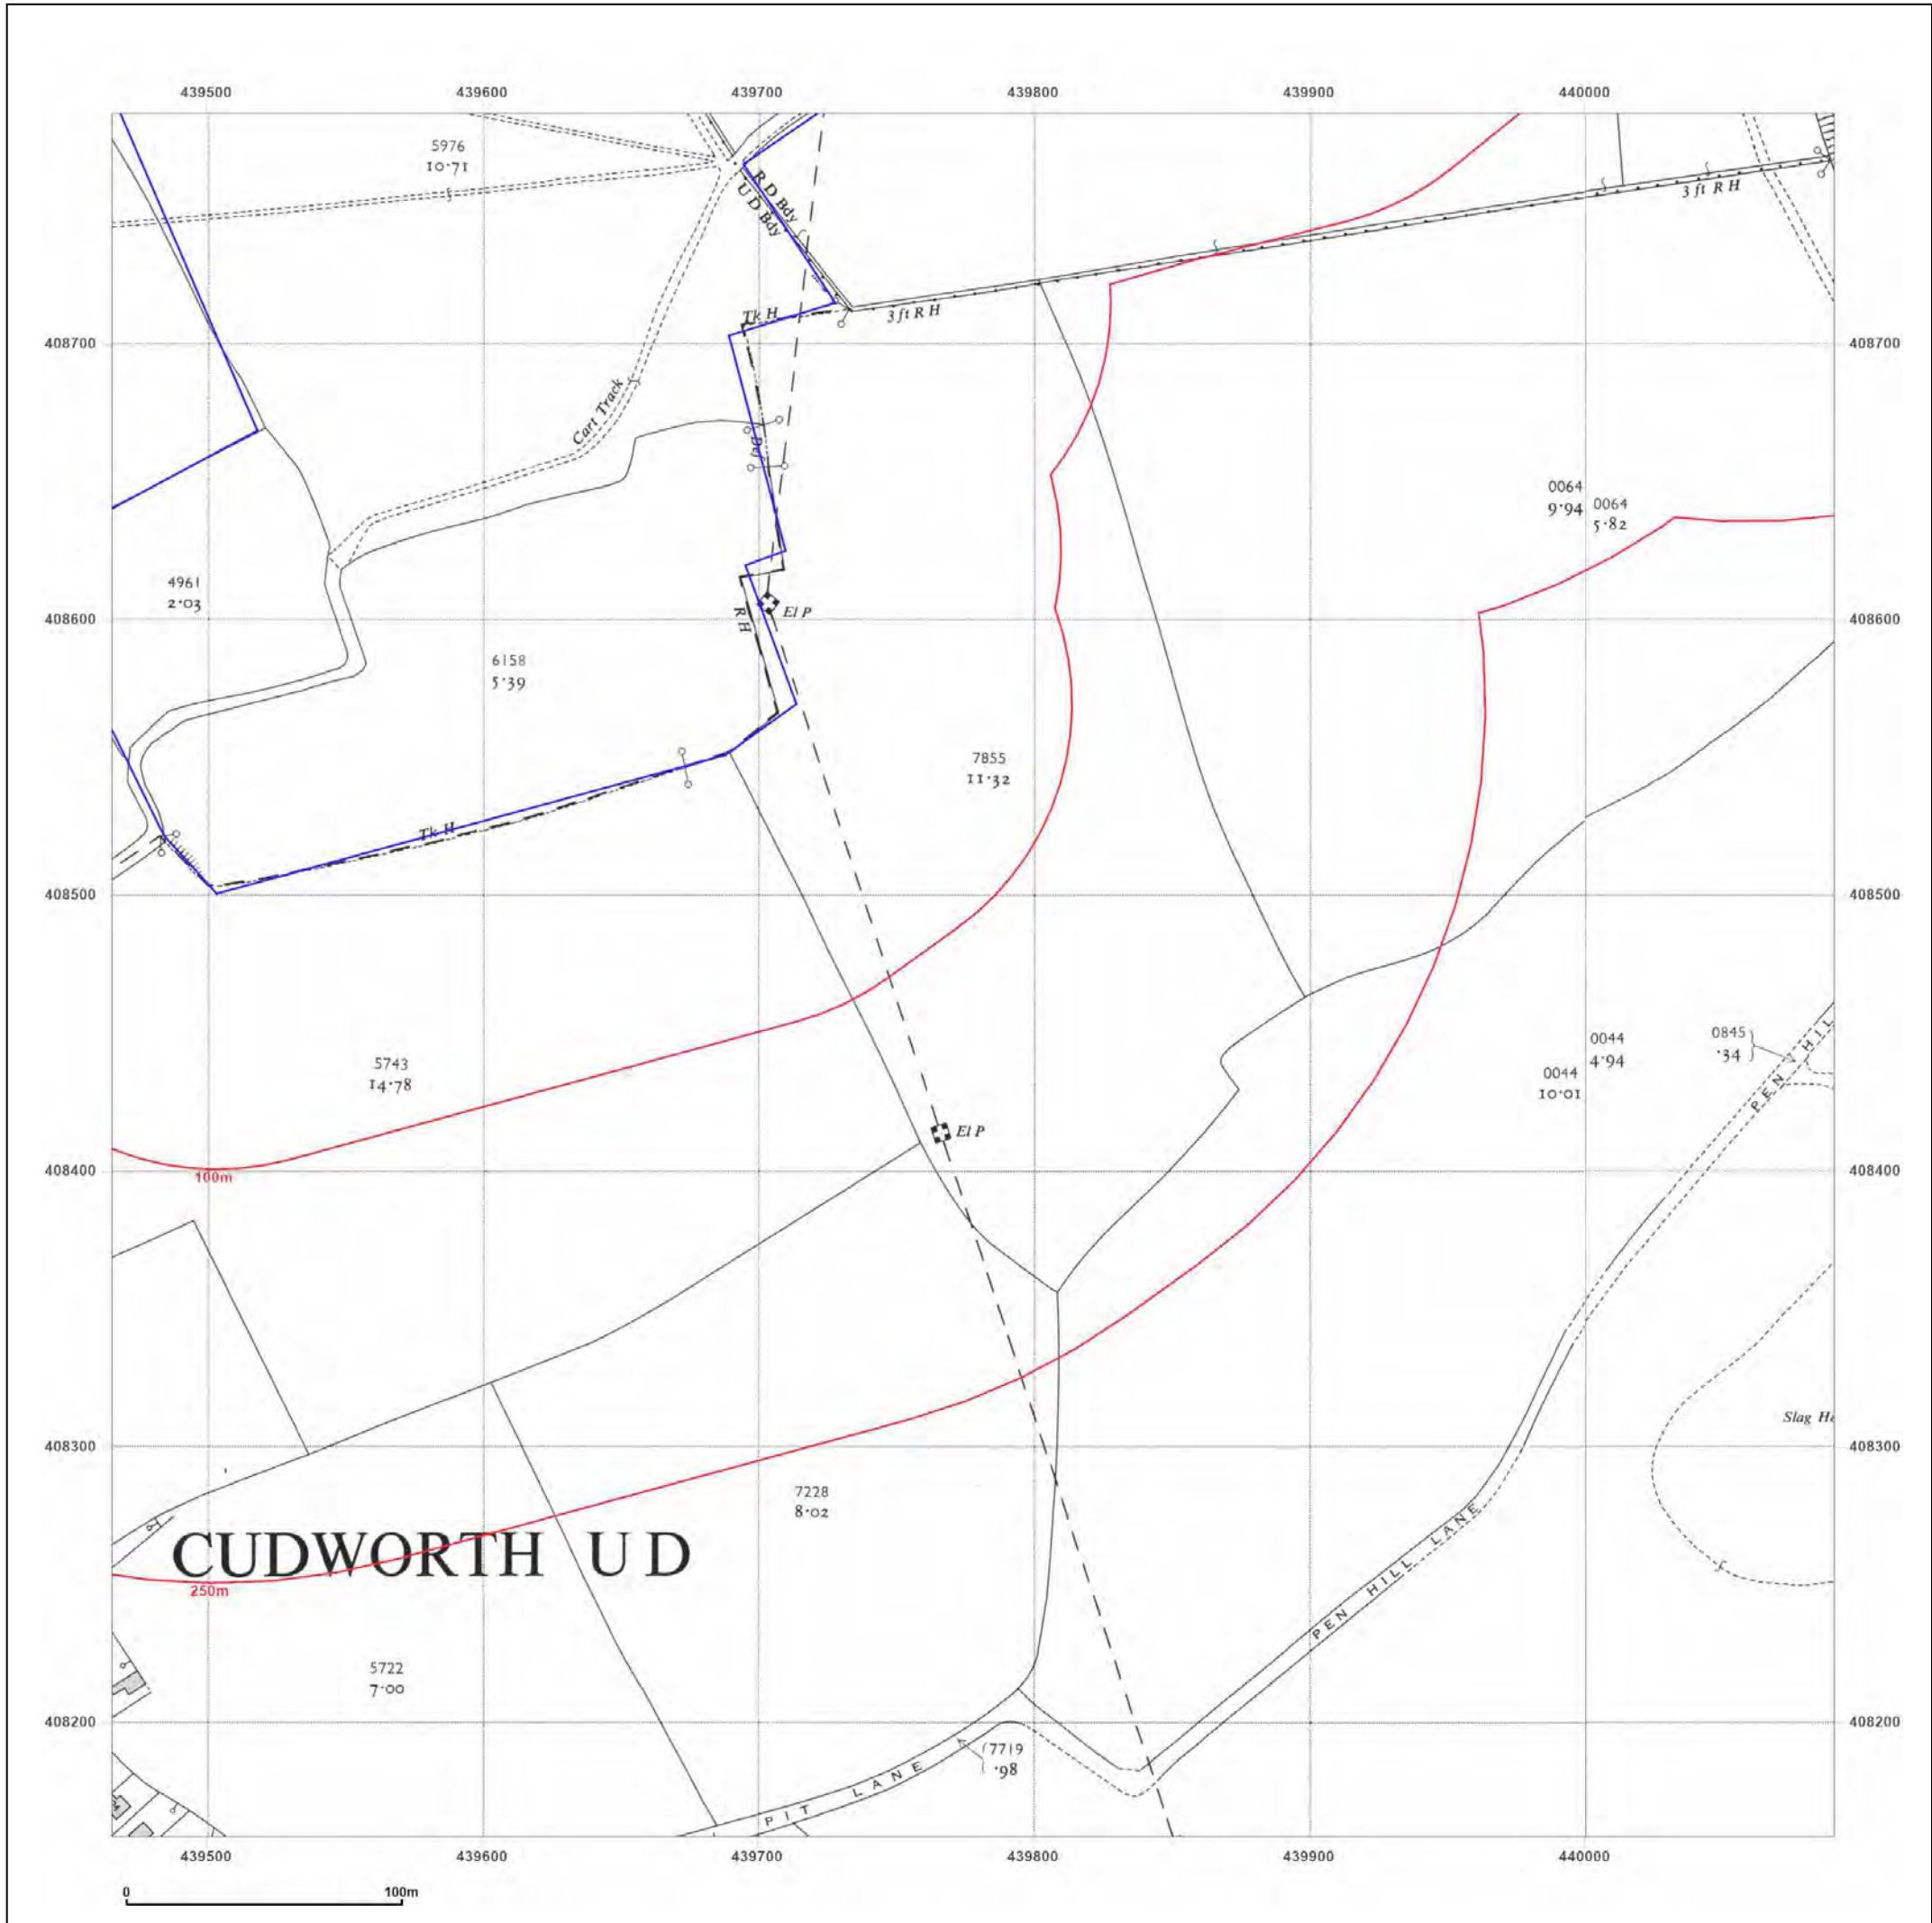 439500 439600 439700 439800 439900 440000
5976
10·71
R D Bdy
U D Bdy
3 ft R H
Tk H
3 ft R H
408700 408700
Cart Track
Drn
0064
9·94
0064
5·82
4961
2·03
408600 408600
R H
El P
6158
5·39
7855
11·32
Tk H
408500 408500
5743
14·78
0044
4·94
0044
10·01
0845
·34
PEN HIL
El P
408400 408400
100m
Slag He
408300 408300
7228
8·02
CUDWORTH U D
250m
PEN HILL LANE
5722
7·00
408200 408200
7719
·98
PIT LANE
439500 439600 439700 439800 439900 440000
0 100m